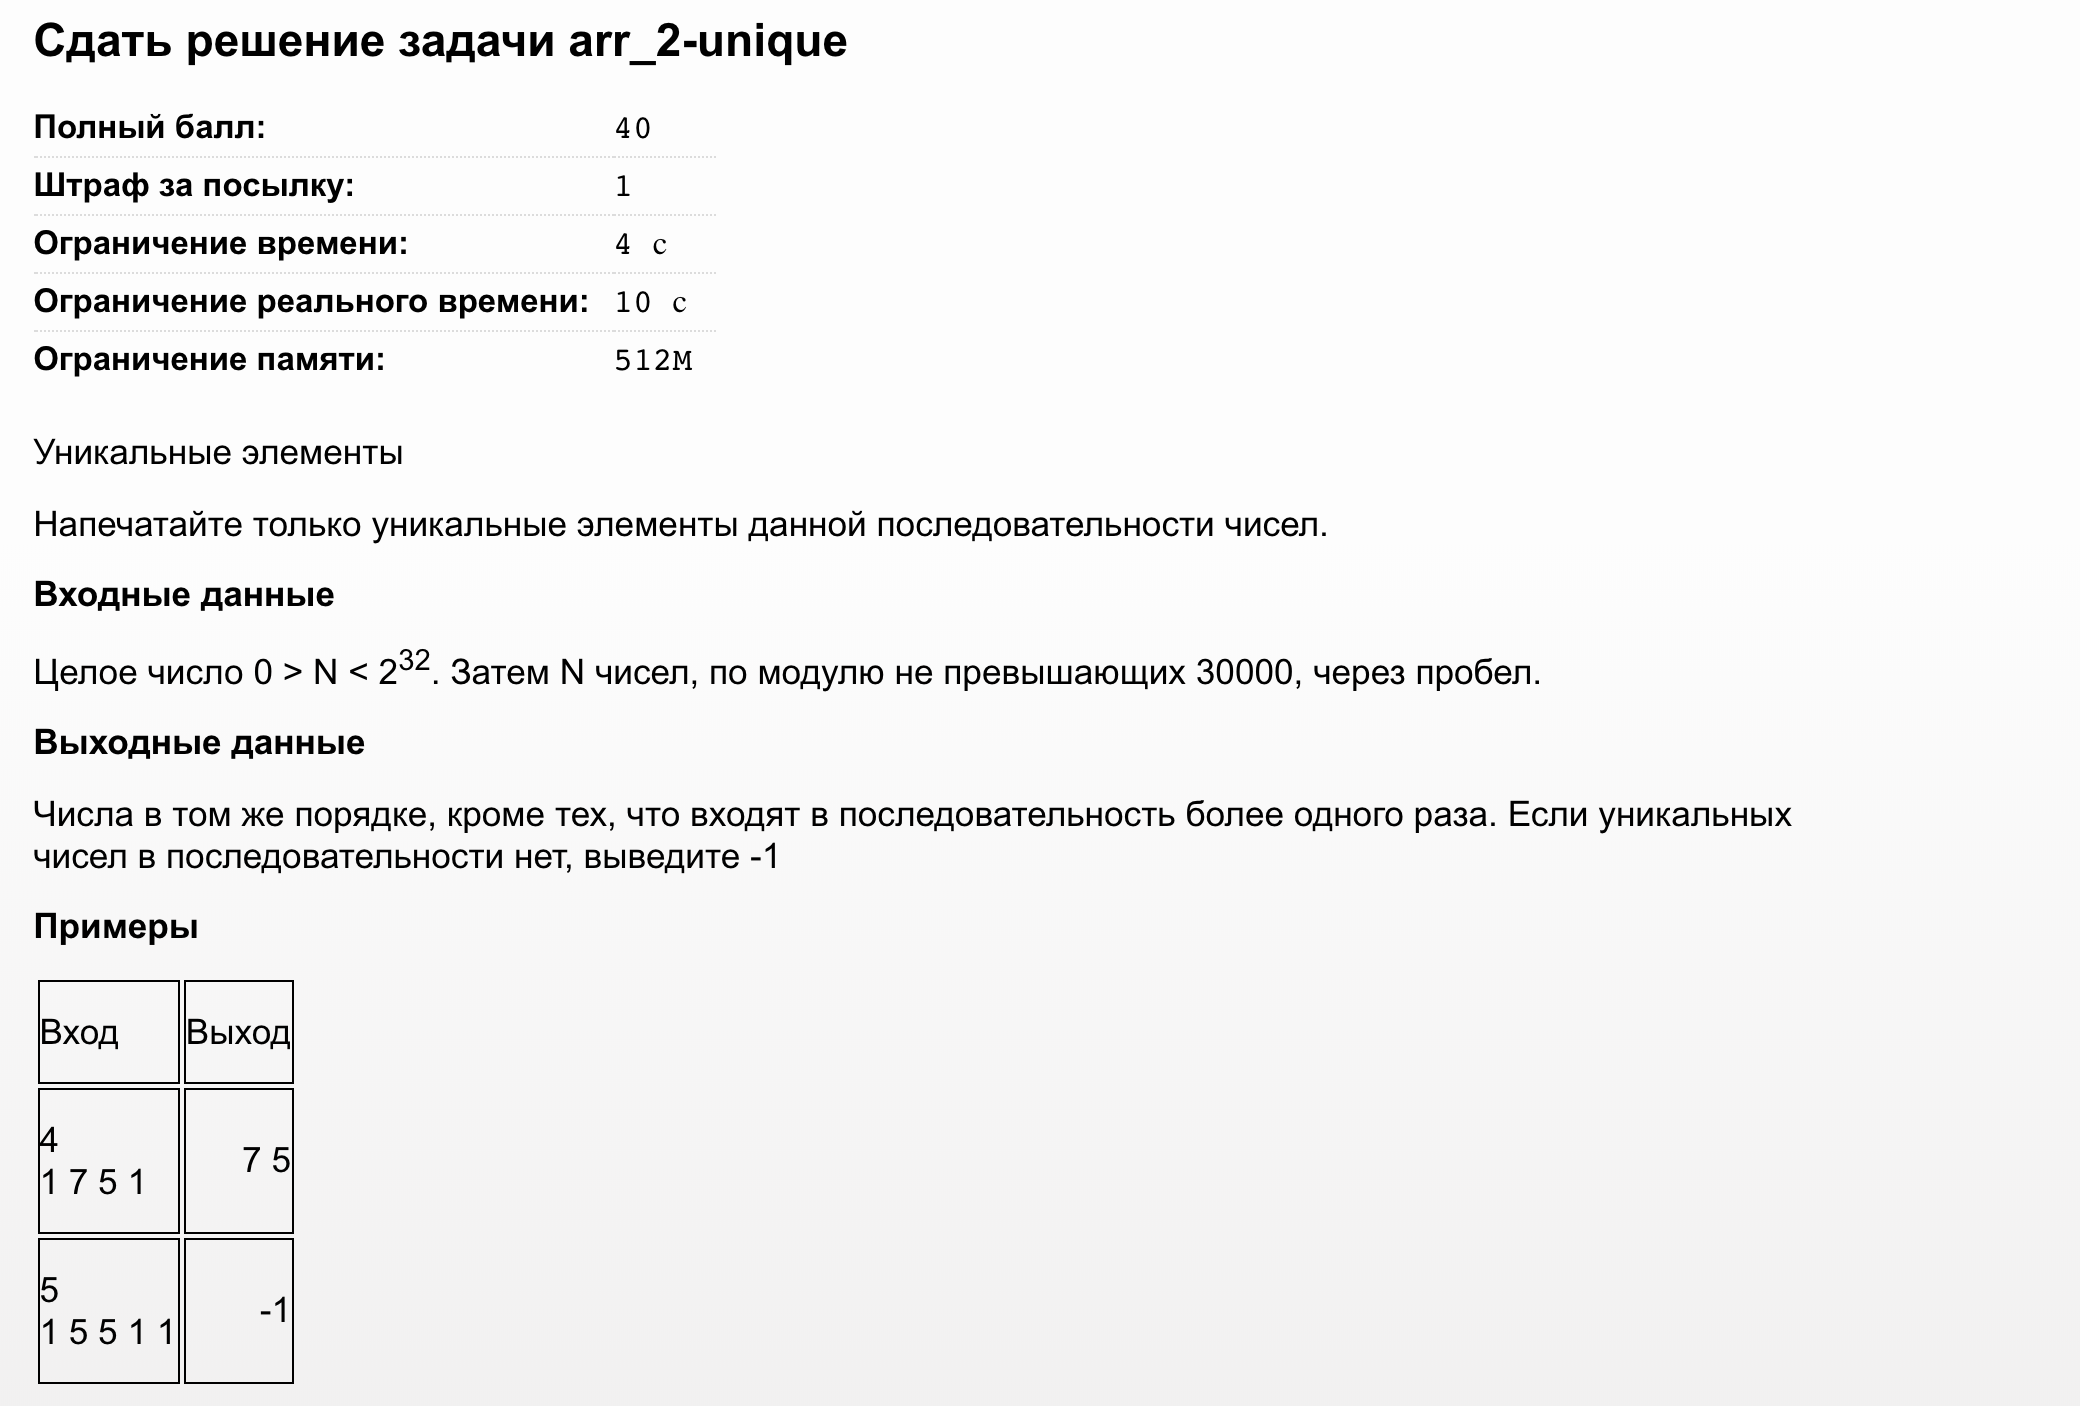 Сдать решение задачи arr_2-unique
Полный балл: 40
Штраф за посылку: 1
Ограничение времени: 4 с
Ограничение реального времени: 10 с
Ограничение памяти: 512M
Уникальные элементы
Напечатайте только уникальные элементы данной последовательности чисел.
Входные данные
Целое число 0 > N < 2^32. Затем N чисел, по модулю не превышающих 30000, через пробел.
Выходные данные
Числа в том же порядке, кроме тех, что входят в последовательность более одного раза. Если уникальных
чисел в последовательности нет, выведите -1
Примеры
Вход Выход
4
1 7 5 1
7 5
5
1 5 5 1 1
-1